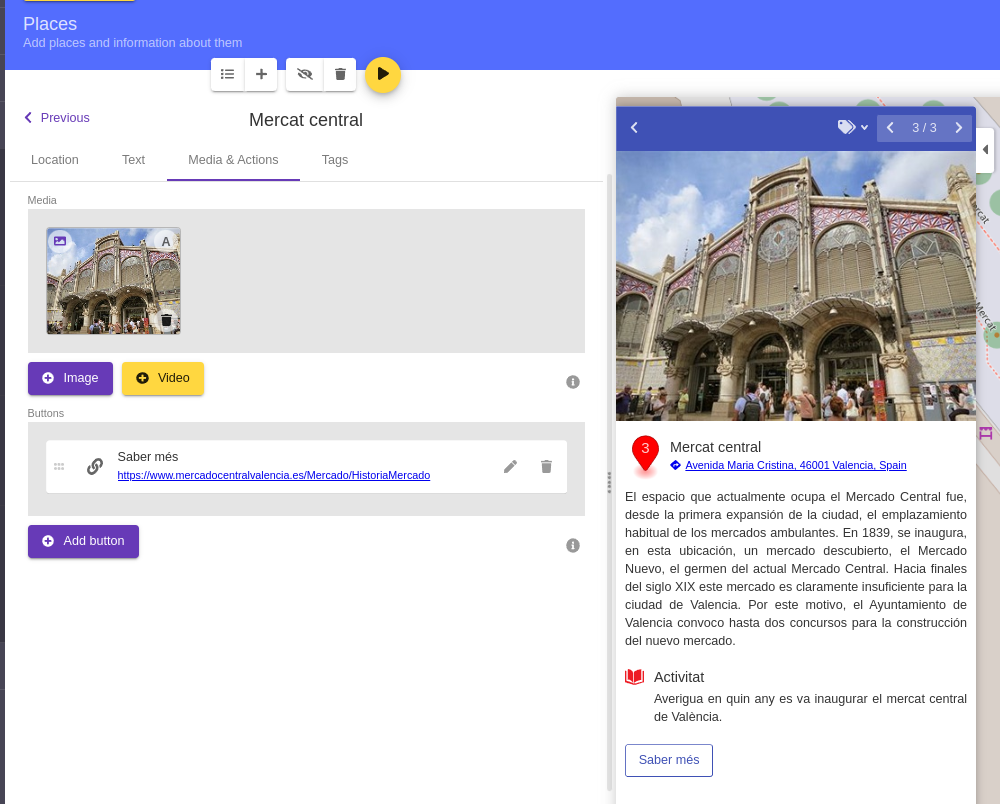 Places
Add places and information about them
Previous
Mercat central
Location
Text
Media & Actions
Tags
Media
A
Image
Video
Buttons
Saber més
https://www.mercadocentralvalencia.es/Mercado/HistoriaMercado
Add button
3 / 3
3
Mercat central
Avenida Maria Cristina, 46001 Valencia, Spain
El espacio que actualmente ocupa el Mercado Central fue,
desde la primera expansión de la ciudad, el emplazamiento
habitual de los mercados ambulantes. En 1839, se inaugura,
en esta ubicación, un mercado descubierto, el Mercado
Nuevo, el germen del actual Mercado Central. Hacia finales
del siglo XIX este mercado es claramente insuficiente para la
ciudad de Valencia. Por este motivo, el Ayuntamiento de
Valencia convoco hasta dos concursos para la construcción
del nuevo mercado.
Activitat
Averigua en quin any es va inaugurar el mercat central
de València.
Saber més